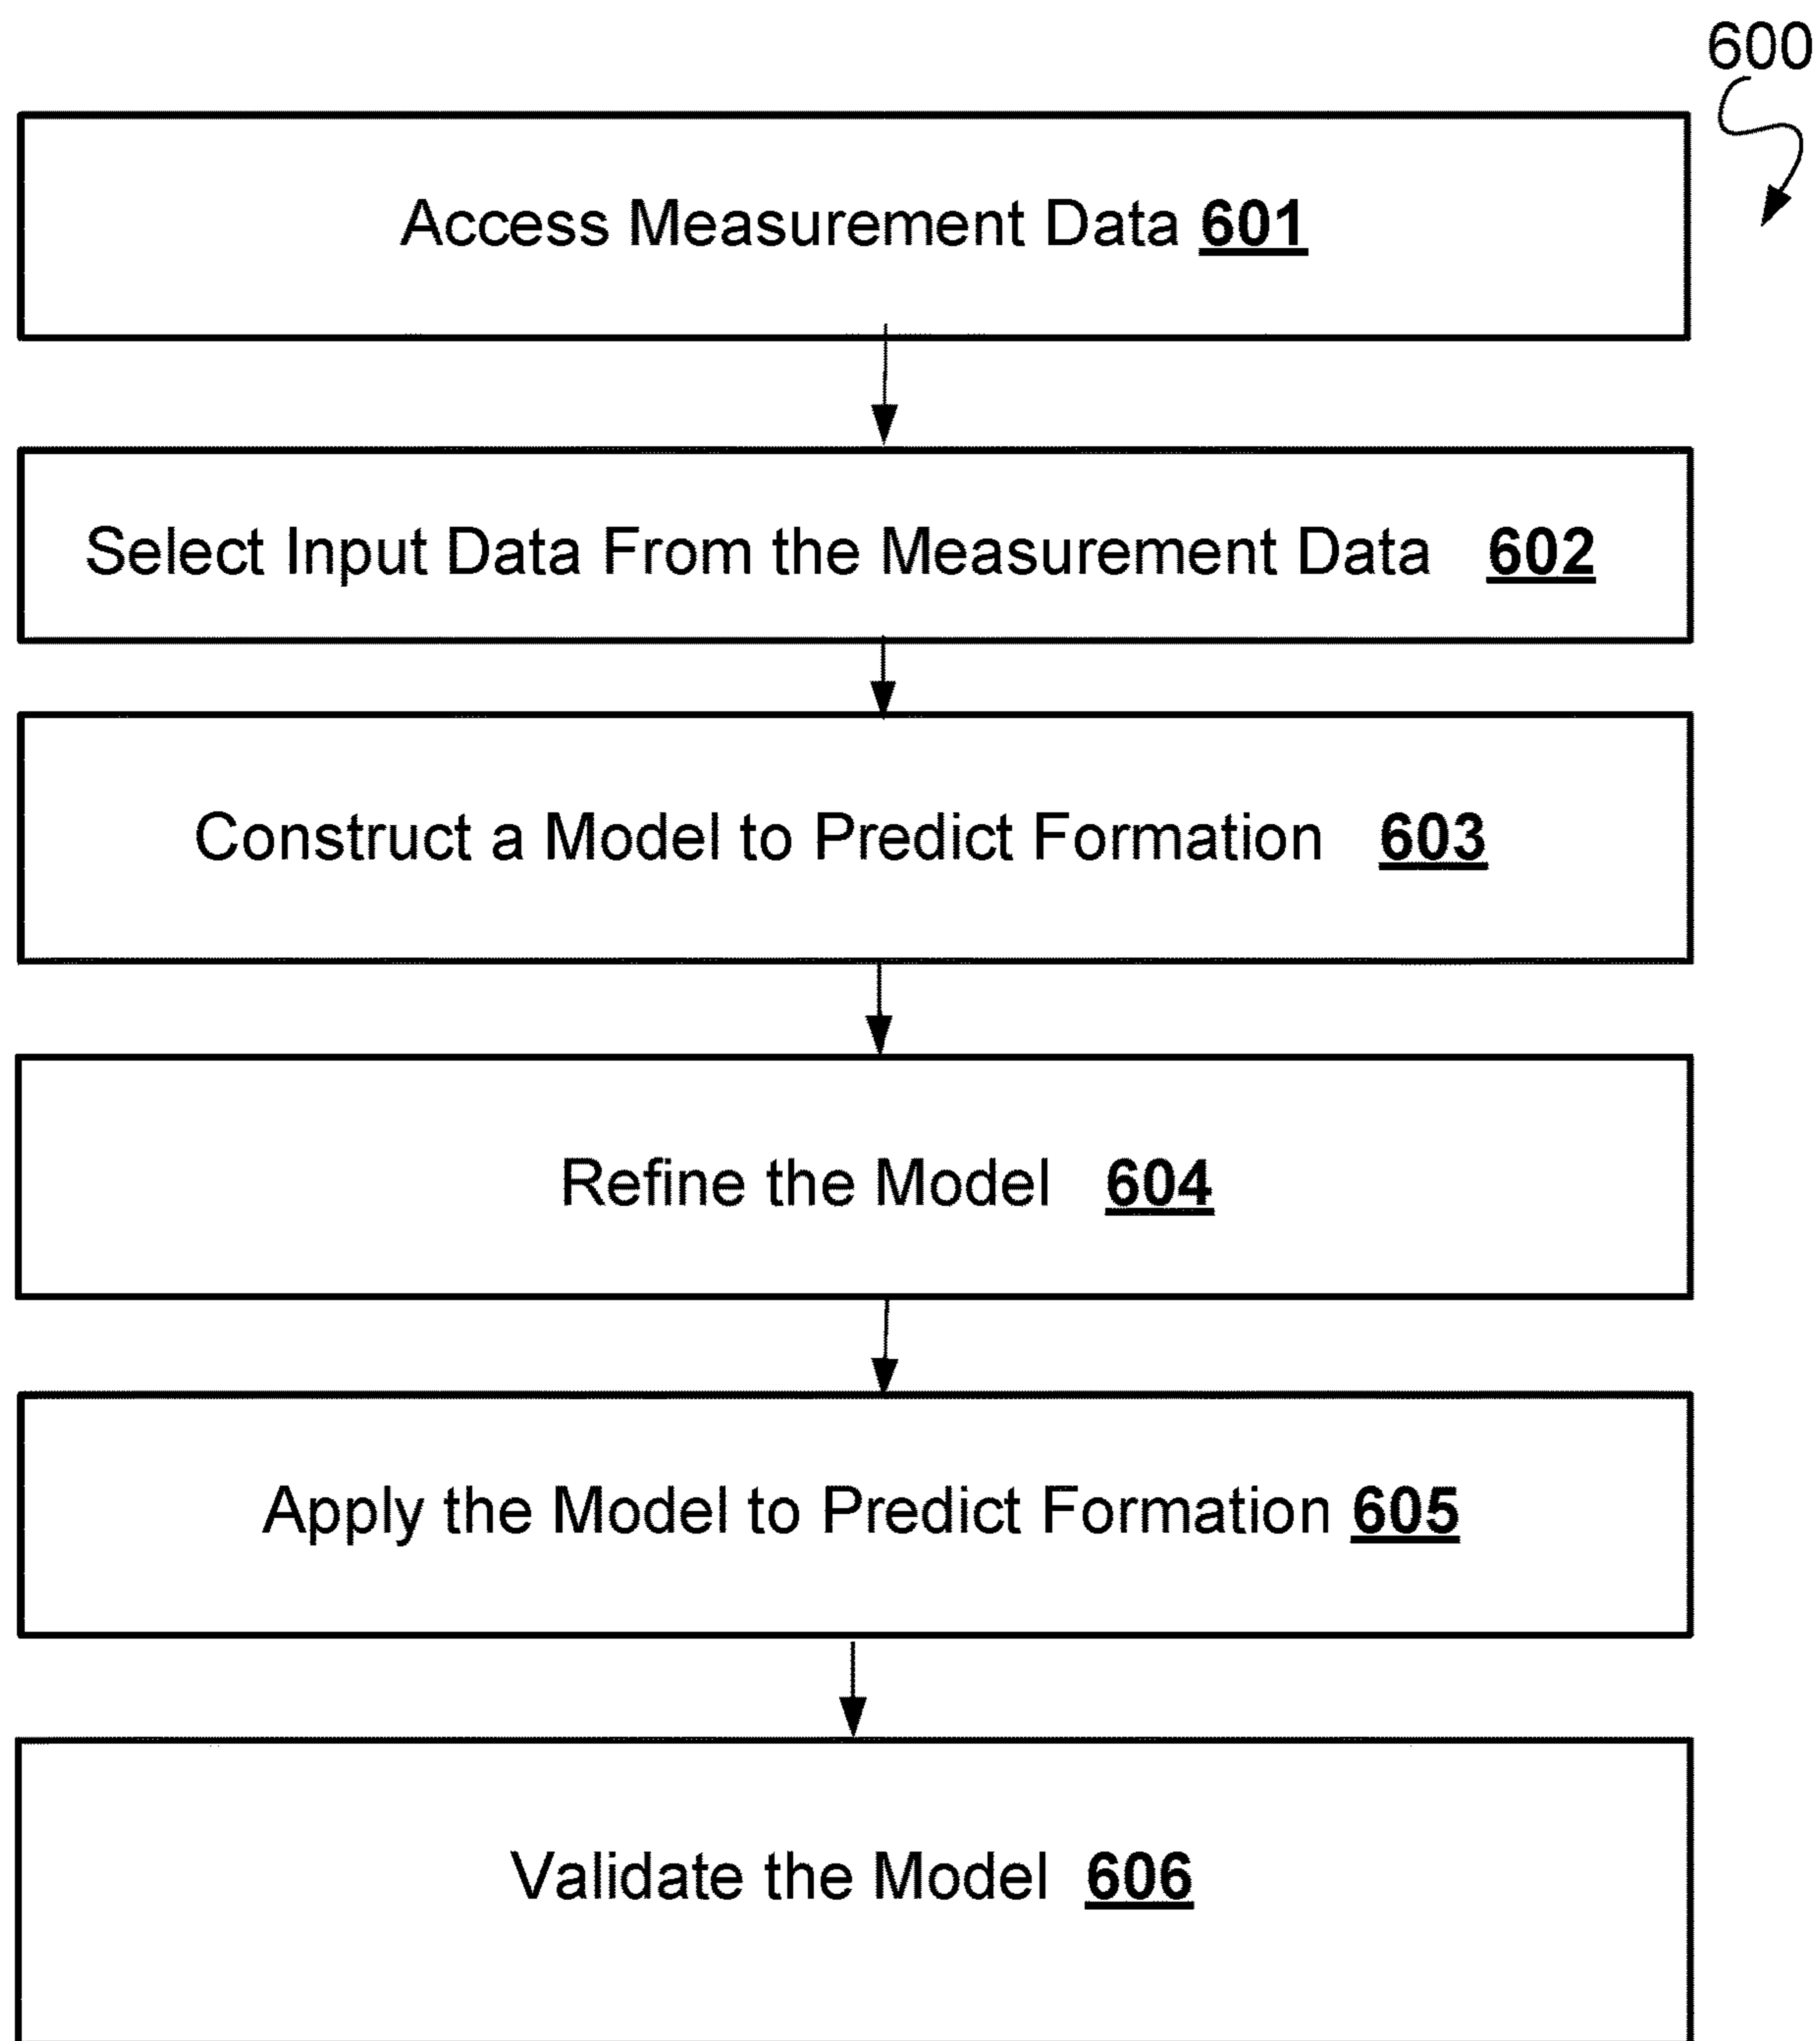 600
Access Measurement Data 601
Select Input Data From the Measurement Data 602
Construct a Model to Predict Formation 603
Refine the Model 604
Apply the Model to Predict Formation 605
Validate the Model 606